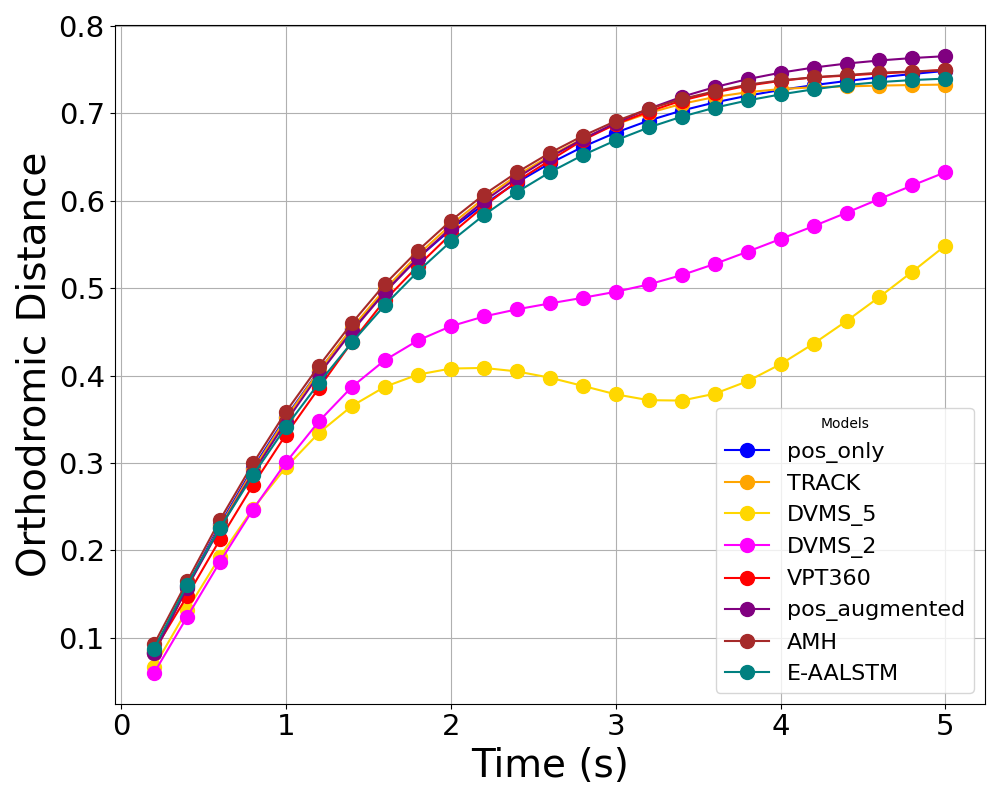 0.8
0.7
0.6
0.5
0.4
0.3
0.2
0.1
Orthodromic Distance
Models
pos_only
TRACK
DVMS_5
DVMS_2
VPT360
pos_augmented
AMH
E-AALSTM
0 1 2 3 4 5
Time (s)